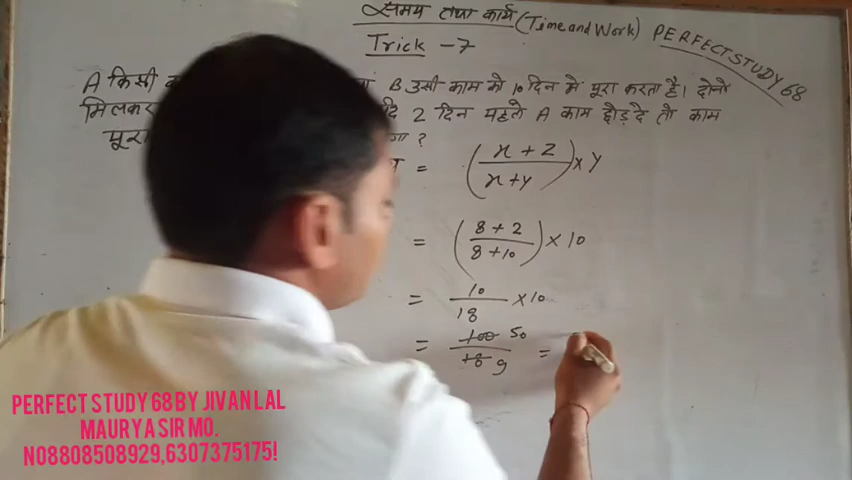 समय तथा कार्य (Time and Work) PERFECT STUDY 68
Trick - 7
A किसी B उसी काम को 10 दिन में पूरा करता है। दोनो
मिलकर 2 दिन पहले A काम छोड़ दे तो काम
पूरा ?
= (x + 2 / x + y) × y
= (8 + 2 / 8 + 10) × 10
= 10 / 18 × 10
= 100 50 / 18 9 =
PERFECT STUDY 68 BY JIVAN LAL
MAURYA SIR MO.
NO8808508929,6307375175!